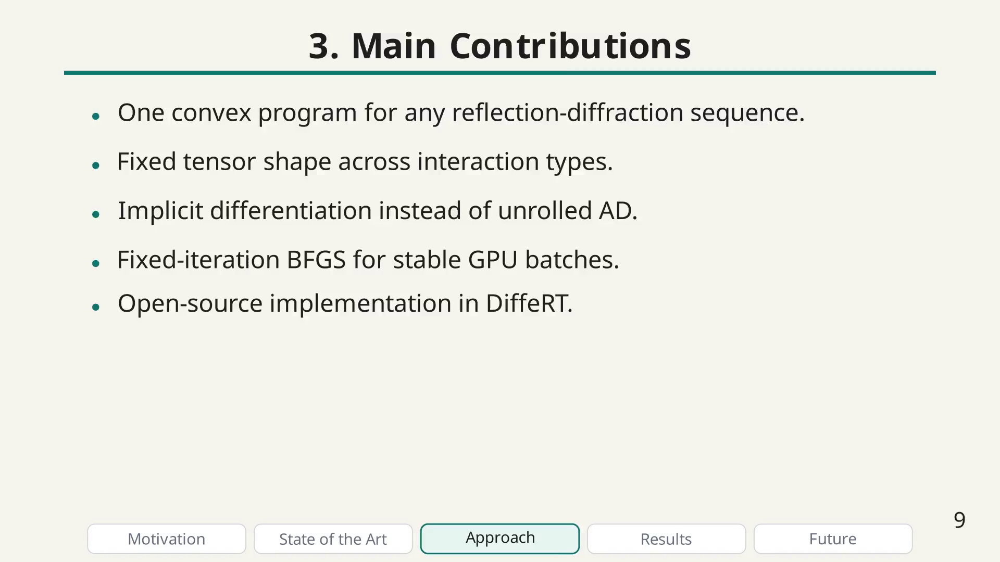 3. Main Contributions
• One convex program for any reflection-diffraction sequence.
• Fixed tensor shape across interaction types.
• Implicit differentiation instead of unrolled AD.
• Fixed-iteration BFGS for stable GPU batches.
• Open-source implementation in DiffeRT.
9
Motivation
State of the Art
Approach
Results
Future